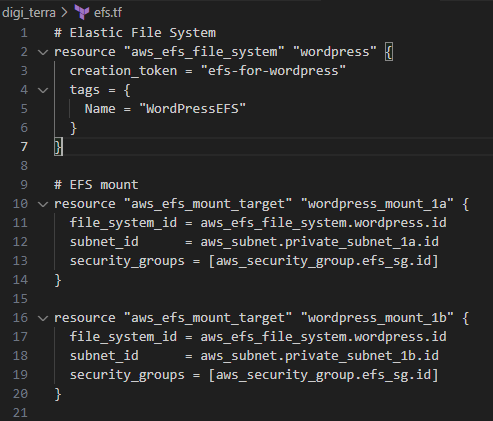 digi_terra > efs.tf
1 # Elastic File System
2 resource "aws_efs_file_system" "wordpress" {
3   creation_token = "efs-for-wordpress"
4   tags = {
5     Name = "WordPressEFS"
6   }
7 }
8
9 # EFS mount
10 resource "aws_efs_mount_target" "wordpress_mount_1a" {
11   file_system_id = aws_efs_file_system.wordpress.id
12   subnet_id      = aws_subnet.private_subnet_1a.id
13   security_groups = [aws_security_group.efs_sg.id]
14 }
15
16 resource "aws_efs_mount_target" "wordpress_mount_1b" {
17   file_system_id = aws_efs_file_system.wordpress.id
18   subnet_id      = aws_subnet.private_subnet_1b.id
19   security_groups = [aws_security_group.efs_sg.id]
20 }
21